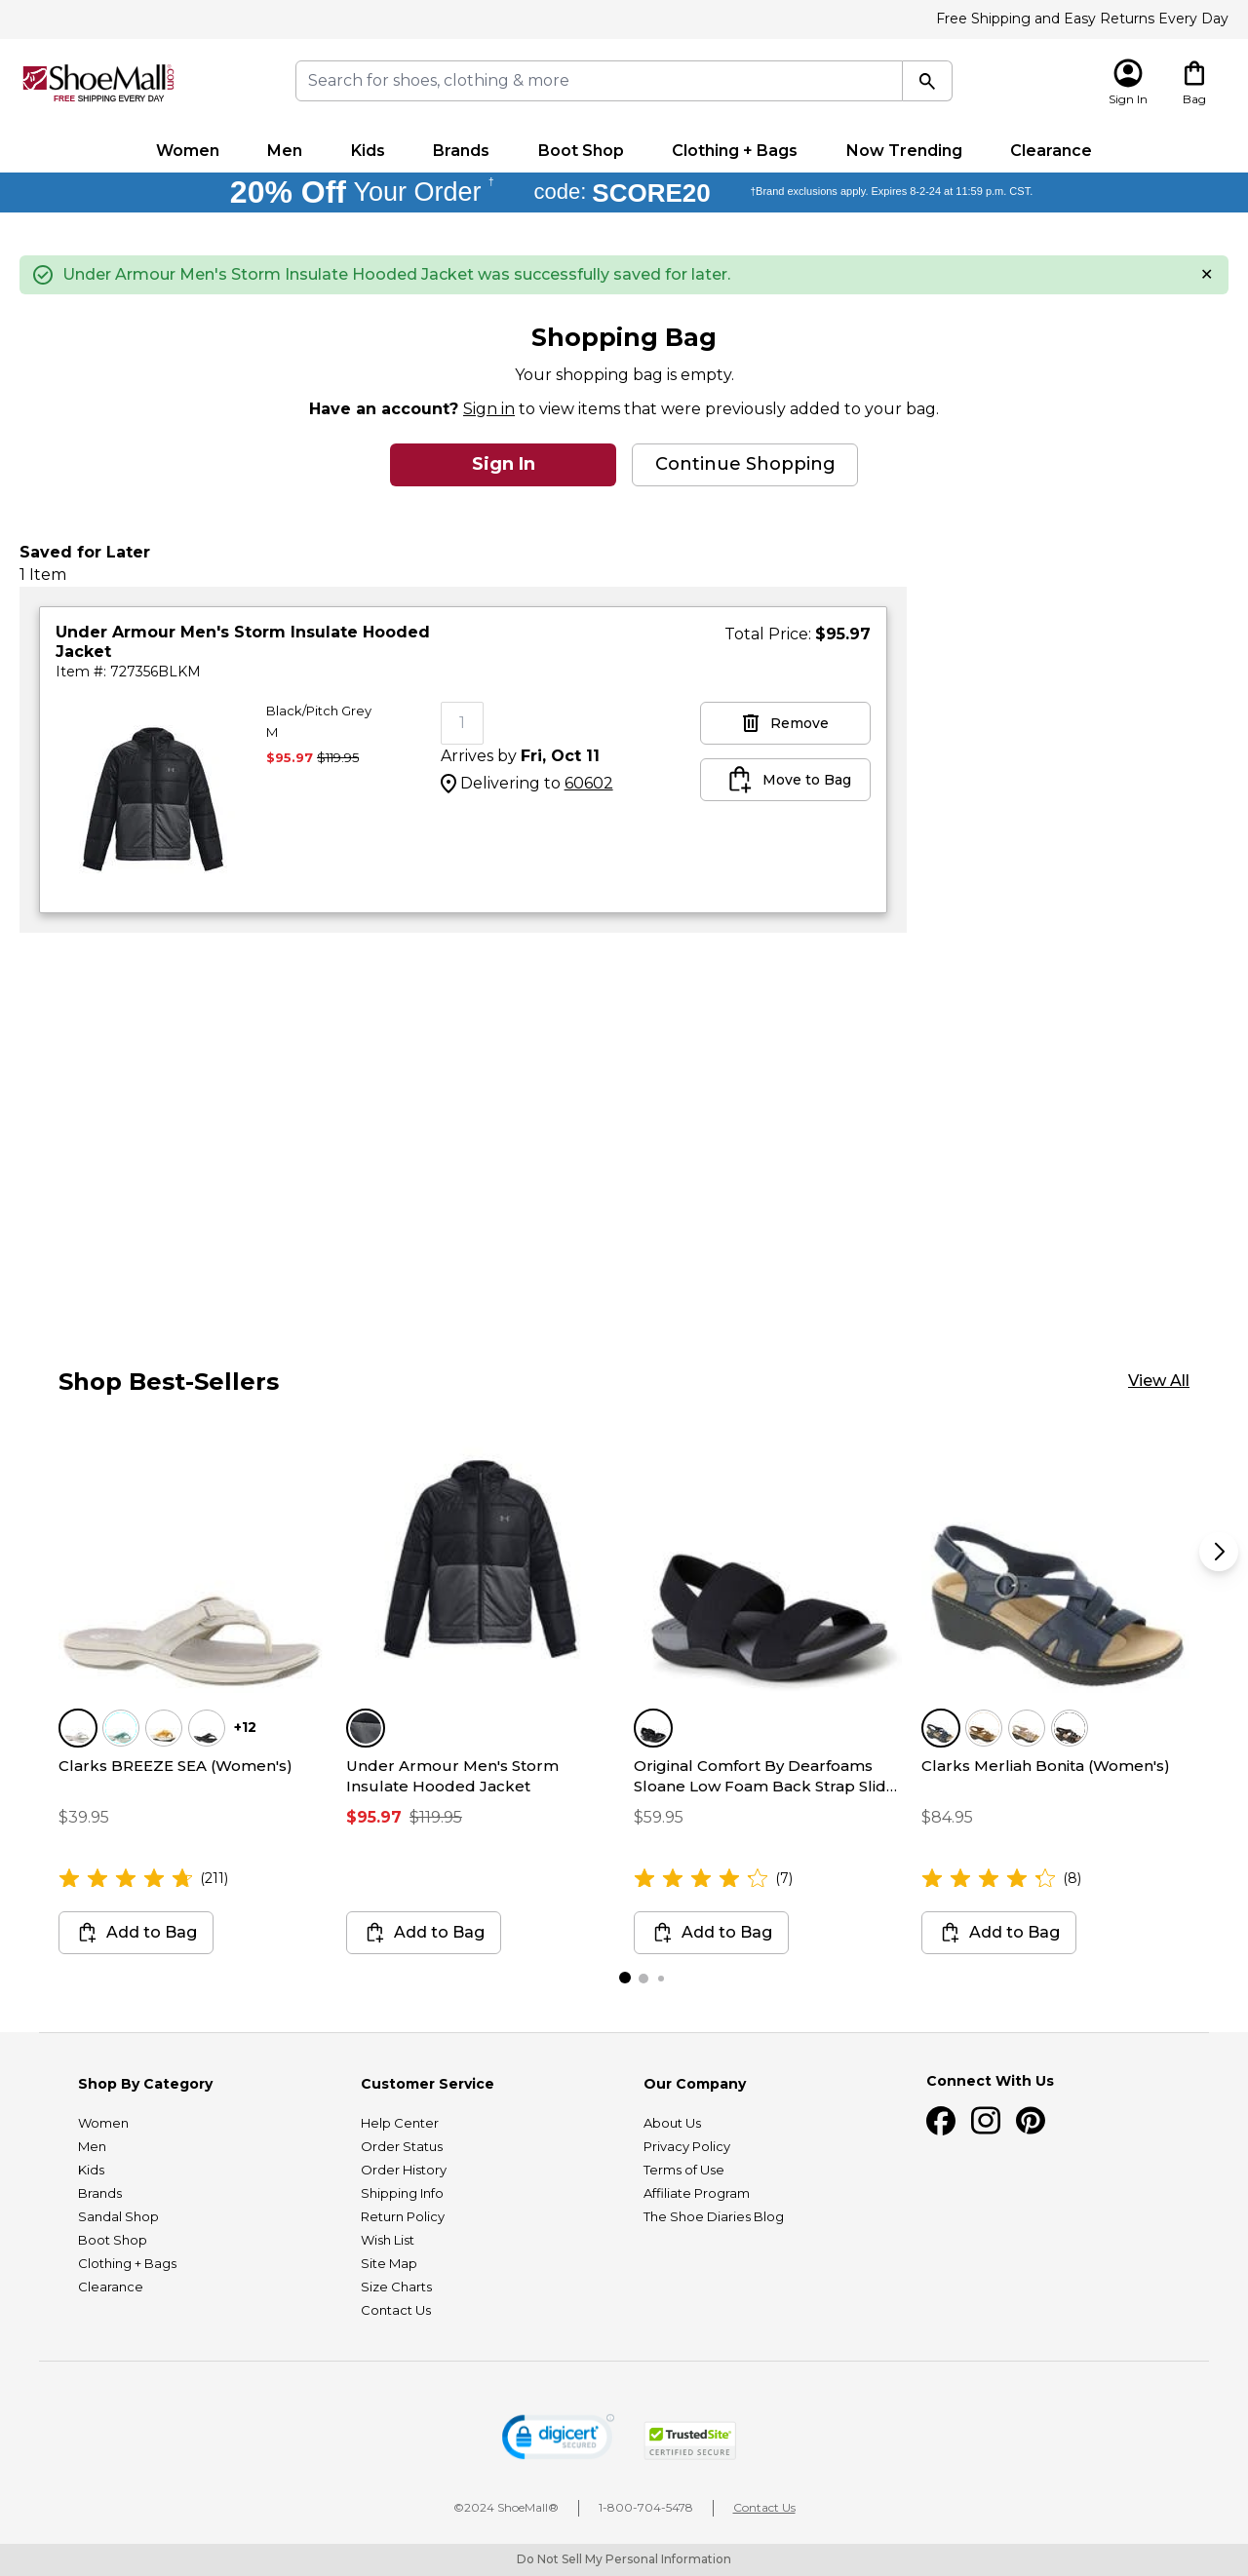 Free Shipping and Easy Returns Every Day
ShoeMall.com
FREE SHIPPING EVERY DAY
Search for shoes, clothing & more
Sign In
Bag
Women
Men
Kids
Brands
Boot Shop
Clothing + Bags
Now Trending
Clearance
20% Off Your Order † code: SCORE20 †Brand exclusions apply. Expires 8-2-24 at 11:59 p.m. CST.
Under Armour Men's Storm Insulate Hooded Jacket was successfully saved for later.
Shopping Bag
Your shopping bag is empty.
Have an account? Sign in to view items that were previously added to your bag.
Sign In
Continue Shopping
Saved for Later
1 Item
Under Armour Men's Storm Insulate Hooded
Jacket
Item #: 727356BLKM
Total Price: $95.97
Black/Pitch Grey
M
$95.97 $119.95
1
Arrives by Fri, Oct 11
Delivering to 60602
Remove
Move to Bag
Shop Best-Sellers
View All
+12
Clarks BREEZE SEA (Women's)
$39.95
(211)
Add to Bag
Under Armour Men's Storm
Insulate Hooded Jacket
$95.97 $119.95
Add to Bag
Original Comfort By Dearfoams
Sloane Low Foam Back Strap Slid...
$59.95
(7)
Add to Bag
Clarks Merliah Bonita (Women's)
$84.95
(8)
Add to Bag
Shop By Category
Women
Men
Kids
Brands
Sandal Shop
Boot Shop
Clothing + Bags
Clearance
Customer Service
Help Center
Order Status
Order History
Shipping Info
Return Policy
Wish List
Site Map
Size Charts
Contact Us
Our Company
About Us
Privacy Policy
Terms of Use
Affiliate Program
The Shoe Diaries Blog
Connect With Us
digicert
SECURED
TrustedSite
CERTIFIED SECURE
©2024 ShoeMall®
1-800-704-5478
Contact Us
Do Not Sell My Personal Information